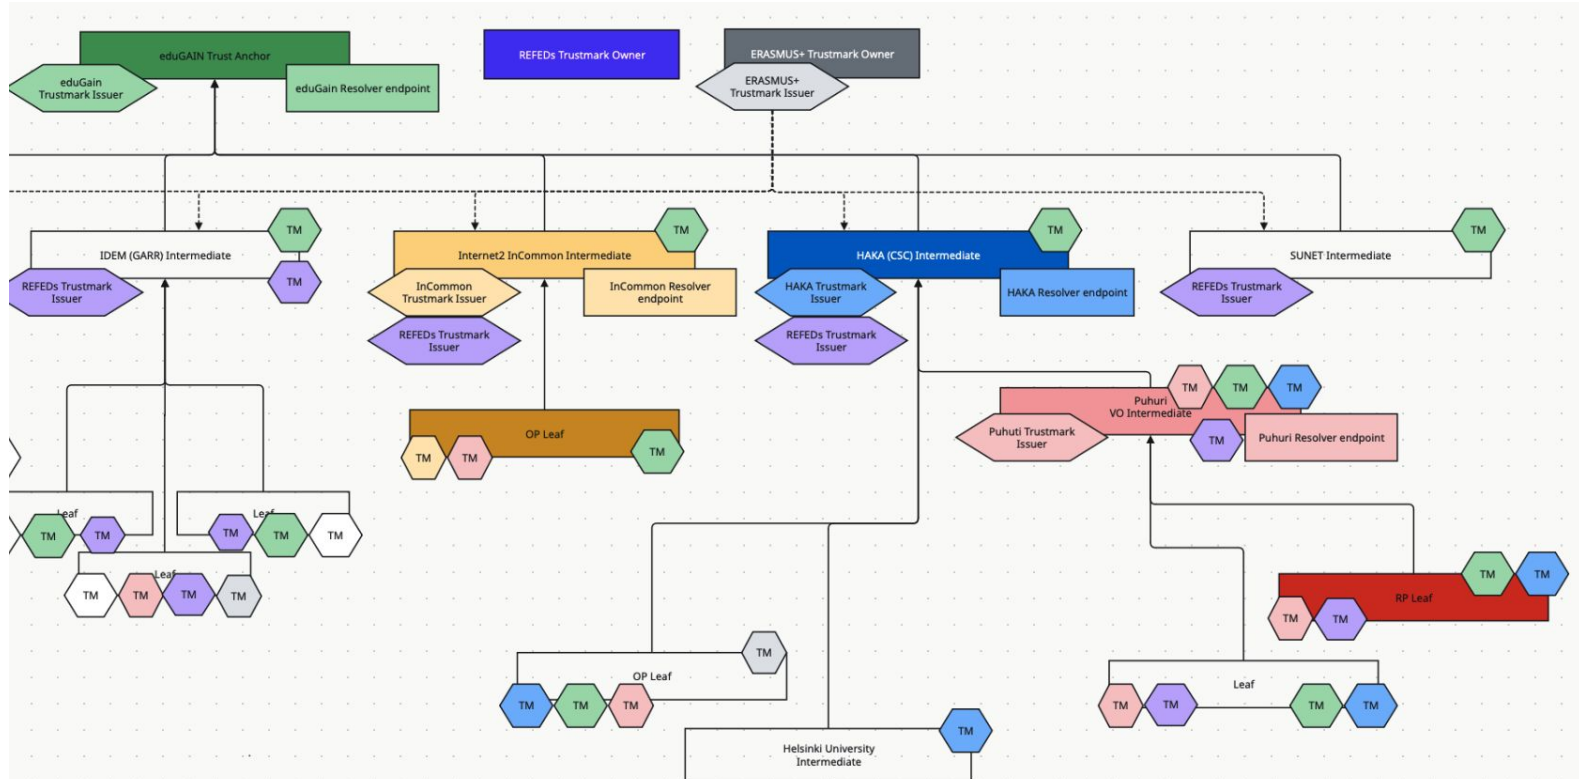 eduGAIN Trust Anchor
REFEDs Trustmark Owner
ERASMUS+ Trustmark Owner
eduGain
Trustmark Issuer
eduGain Resolver endpoint
ERASMUS+
Trustmark Issuer
TM
TM
TM
TM
IDEM (GARR) Intermediate
Internet2 InCommon Intermediate
HAKA (CSC) Intermediate
SUNET Intermediate
TM
REFEDs Trustmark
Issuer
InCommon
Trustmark Issuer
InCommon Resolver
endpoint
HAKA Trustmark
Issuer
HAKA Resolver endpoint
REFEDs Trustmark
Issuer
REFEDs Trustmark
Issuer
REFEDs Trustmark
Issuer
TM
TM
TM
Puhuri
VO Intermediate
Puhuti Trustmark
Issuer
TM
Puhuri Resolver endpoint
OP Leaf
TM
TM
TM
Leaf
TM
TM
Leaf
TM
TM
TM
Leaf
TM
TM
TM
TM
TM
TM
RP Leaf
TM
TM
TM
OP Leaf
TM
TM
TM
Leaf
TM
TM
TM
TM
TM
Helsinki University
Intermediate